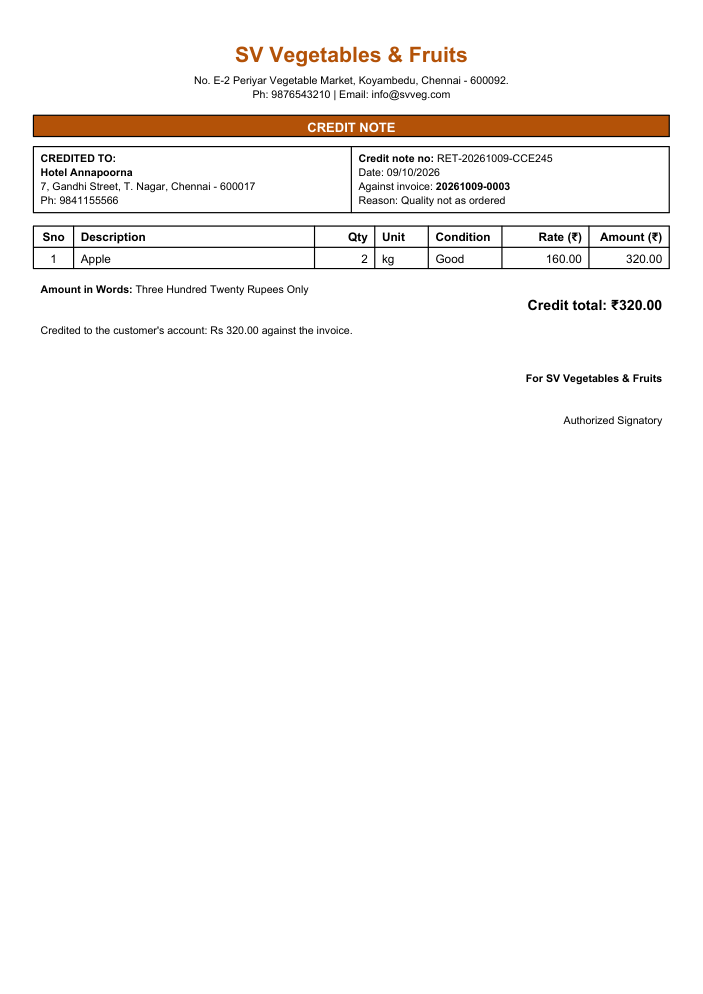 SV Vegetables & Fruits
No. E-2 Periyar Vegetable Market, Koyambedu, Chennai - 600092.
Ph: 9876543210 | Email: info@svveg.com
CREDIT NOTE
CREDITED TO:
Hotel Annapoorna
7, Gandhi Street, T. Nagar, Chennai - 600017
Ph: 9841155566
Credit note no: RET-20261009-CCE245
Date: 09/10/2026
Against invoice: 20261009-0003
Reason: Quality not as ordered
Sno Description Qty Unit Condition Rate (₹) Amount (₹)
1 Apple 2 kg Good 160.00 320.00
Amount in Words: Three Hundred Twenty Rupees Only
Credit total: ₹320.00
Credited to the customer's account: Rs 320.00 against the invoice.
For SV Vegetables & Fruits
Authorized Signatory